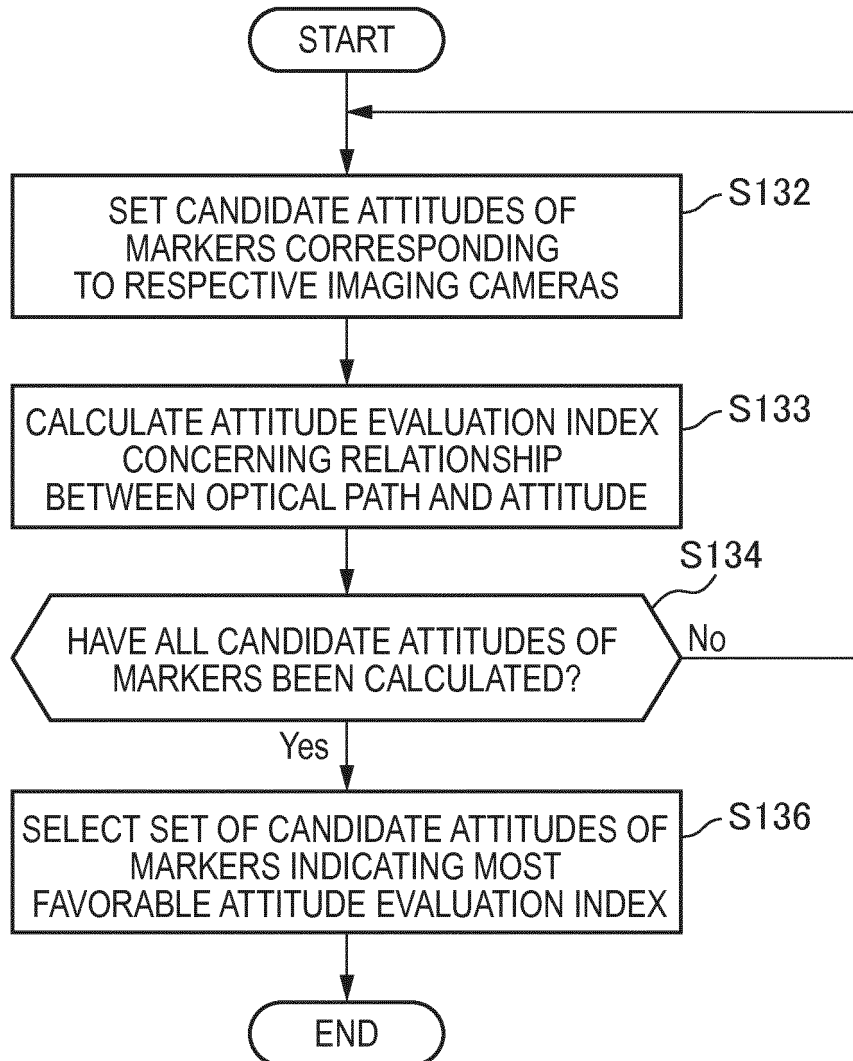 START
S132
SET CANDIDATE ATTITUDES OF
MARKERS CORRESPONDING
TO RESPECTIVE IMAGING CAMERAS
S133
CALCULATE ATTITUDE EVALUATION INDEX
CONCERNING RELATIONSHIP
BETWEEN OPTICAL PATH AND ATTITUDE
S134
HAVE ALL CANDIDATE ATTITUDES OF
MARKERS BEEN CALCULATED?
No
Yes
S136
SELECT SET OF CANDIDATE ATTITUDES OF
MARKERS INDICATING MOST
FAVORABLE ATTITUDE EVALUATION INDEX
END